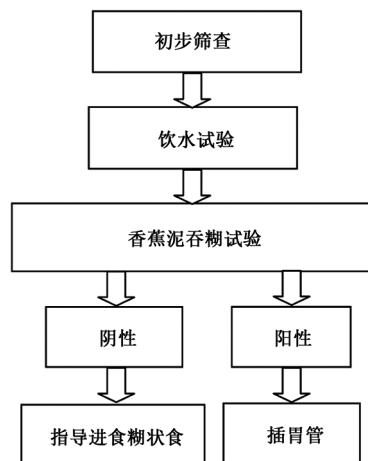 初步筛查
饮水试验
香蕉泥吞糊试验
阴性
阳性
指导进食糊状食
插胃管